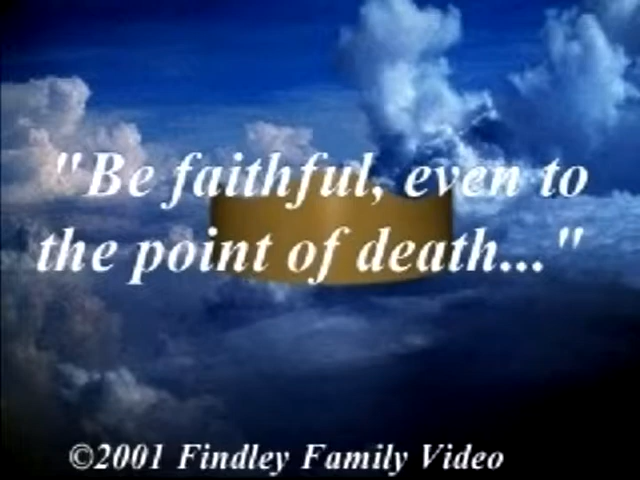 "Be faithful, even to
the point of death..."
©2001 Findley Family Video